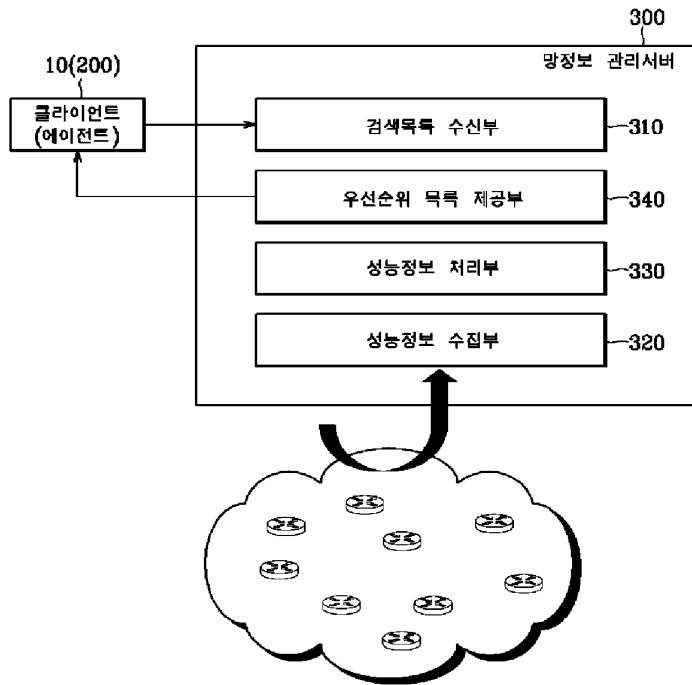 300
망정보 관리서버
10(200)
클라이언트
(에이전트)
검색목록 수신부
310
우선순위 목록 제공부
340
성능정보 처리부
330
성능정보 수집부
320